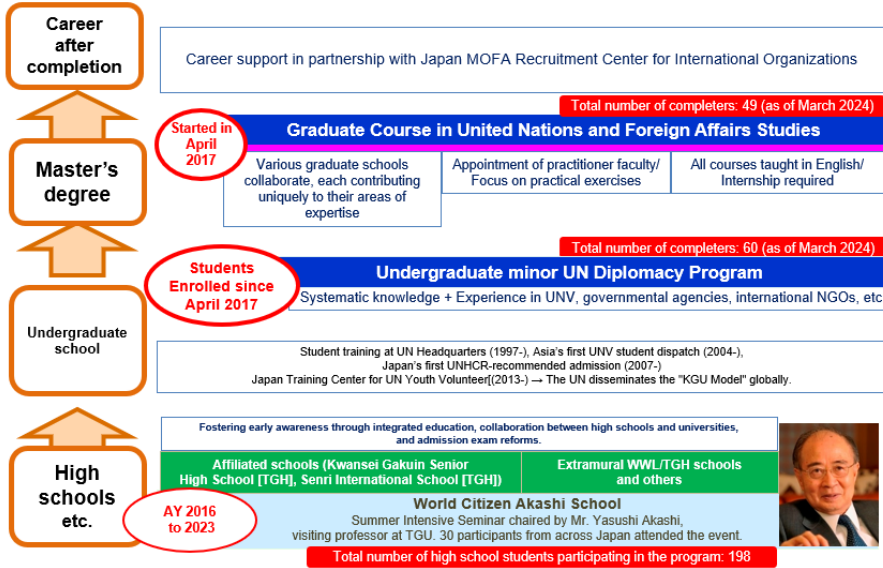 Career
after
completion
Career support in partnership with Japan MOFA Recruitment Center for International Organizations
Total number of completers: 49 (as of March 2024)
Started in
April
2017
Graduate Course in United Nations and Foreign Affairs Studies
Master's
degree
Various graduate schools
collaborate, each contributing
uniquely to their areas of
expertise
Appointment of practitioner faculty/
Focus on practical exercises
All courses taught in English/
Internship required
Total number of completers: 60 (as of March 2024)
Students
Enrolled since
April 2017
Undergraduate minor UN Diplomacy Program
Systematic knowledge + Experience in UNV, governmental agencies, international NGOs, etc
Undergraduate
school
Student training at UN Headquarters (1997-), Asia's first UNV student dispatch (2004-),
Japan's first UNHCR-recommended admission (2007-)
Japan Training Center for UN Youth Volunteer[(2013-) → The UN disseminates the "KGU Model" globally.
Fostering early awareness through integrated education, collaboration between high schools and universities,
and admission exam reforms.
High
schools
etc.
Affiliated schools (Kwansei Gakuin Senior
High School [TGH], Senri International School [TGH])
Extramural WWL/TGH schools
and others
AY 2016
to 2023
World Citizen Akashi School
Summer Intensive Seminar chaired by Mr. Yasushi Akashi,
visiting professor at TGU. 30 participants from across Japan attended the event.
Total number of high school students participating in the program: 198